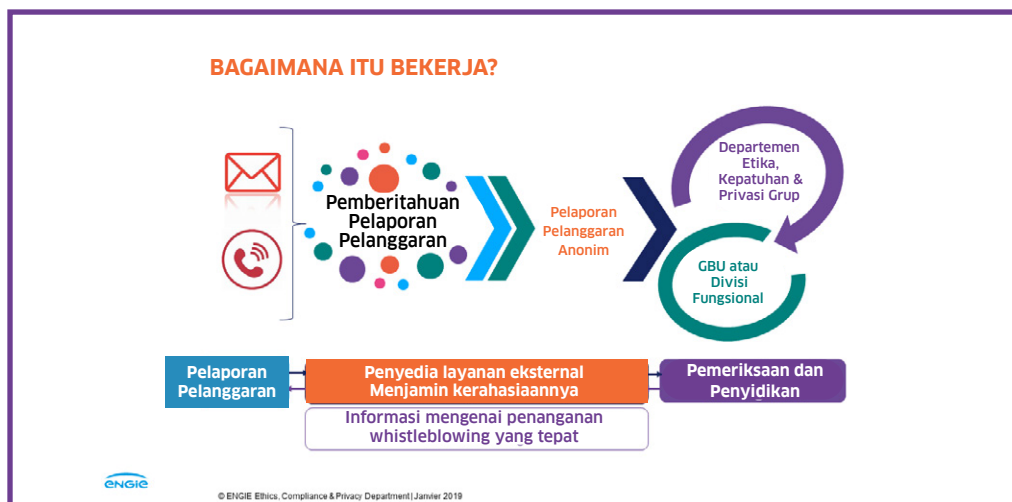 BAGAIMANA ITU BEKERJA?
Pemberitahuan
Pelaporan
Pelanggaran
Pelaporan
Pelanggaran
Anonim
Departemen
Etika,
Kepatuhan &
Privasi Grup
GBU atau
Divisi
Fungsional
Pelaporan
Pelanggaran
Penyedia layanan eksternal
Menjamin kerahasiaannya
Pemeriksaan dan
Penyidikan
Informasi mengenai penanganan
whistleblowing yang tepat
ENGIE
© ENGIE Ethics, Compliance & Privacy Department | Janvier 2019